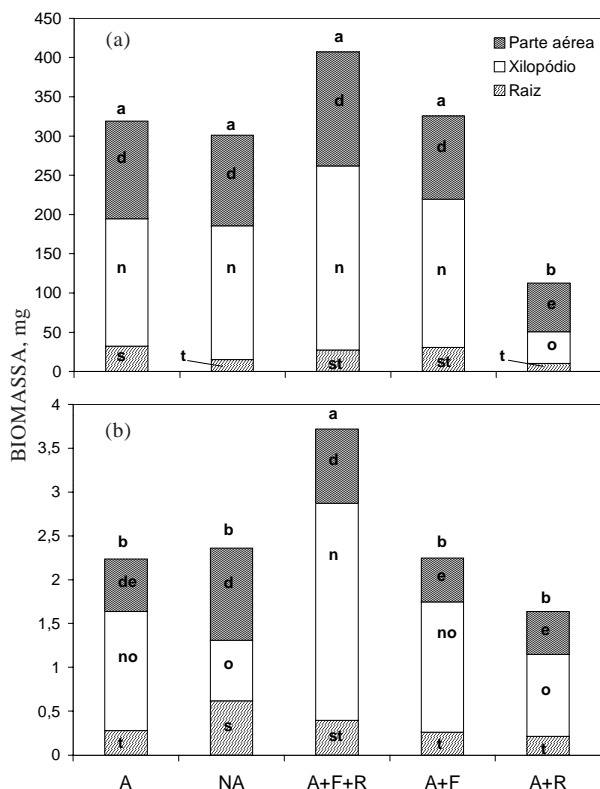 BIOMASSA, mg
(a)
450
400
350
300
250
200
150
100
50
0
Parte aérea
Xilopódio
Raiz
a a a a b
d d d d e
n n n n o
s t st st t
(b)
4
3,5
3
2,5
2
1,5
1
0,5
0
b b a b b
de d d e e
no o n no o
t s st t t
A NA A+F+R A+F A+R